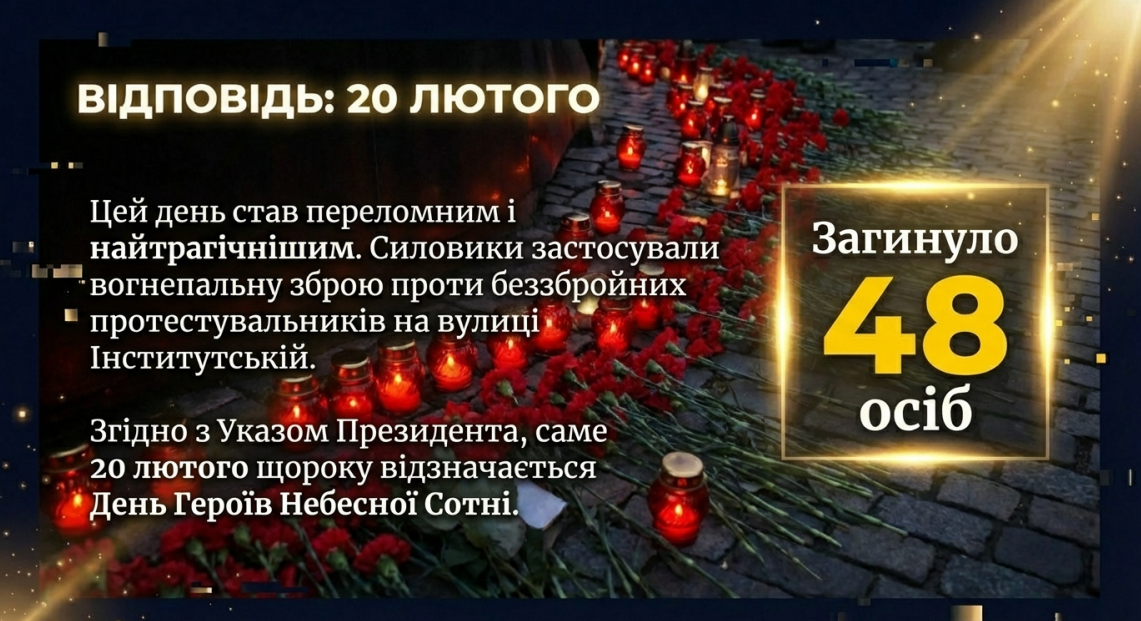 ВІДПОВІДЬ: 20 ЛЮТОГО
Цей день став переломним і
найтрагічнішим. Силовики застосували
вогнепальну зброю проти беззбройних
протестувальників на вулиці
Інститутській.
Згідно з Указом Президента, саме
20 лютого щороку відзначається
День Героїв Небесної Сотні.
Загинуло
48
осіб